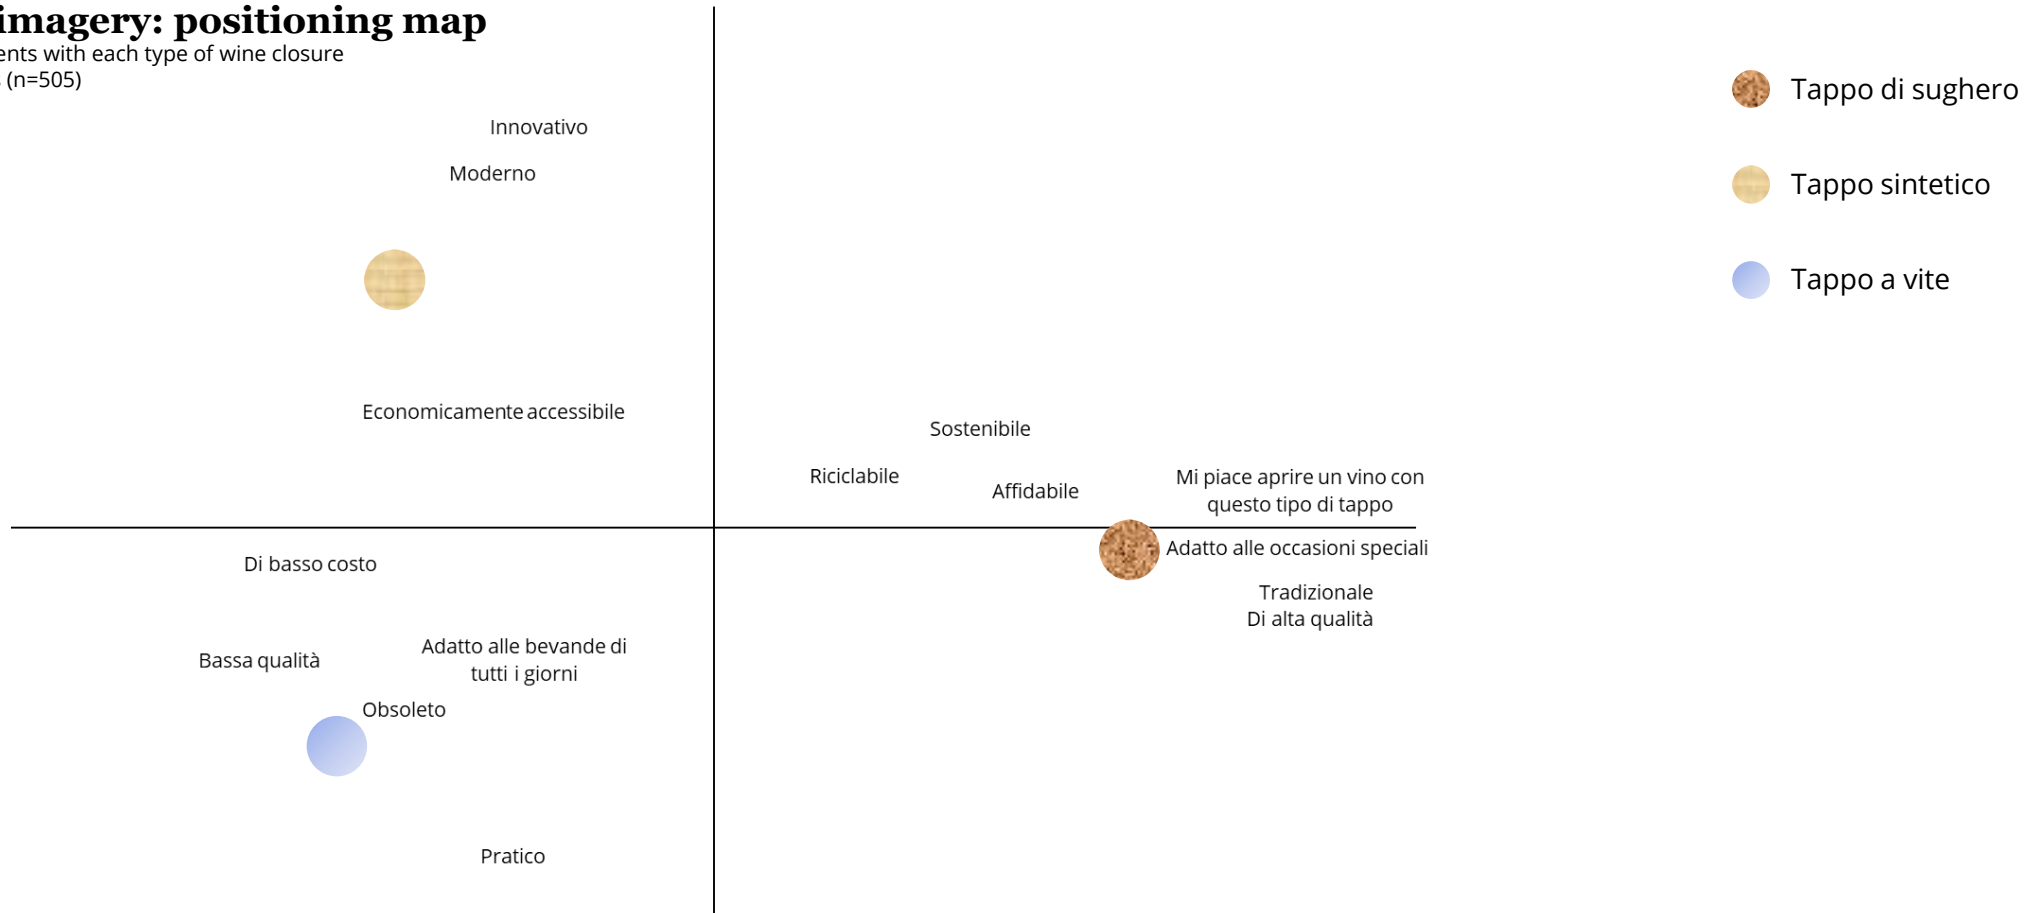 imagery: positioning map
ents with each type of wine closure
(n=505)
Tappo di sughero
Tappo sintetico
Tappo a vite
Innovativo
Moderno
Economicamente accessibile
Sostenibile
Riciclabile
Affidabile
Mi piace aprire un vino con
questo tipo di tappo
Adatto alle occasioni speciali
Tradizionale
Di alta qualità
Di basso costo
Bassa qualità
Adatto alle bevande di
tutti i giorni
Obsoleto
Pratico